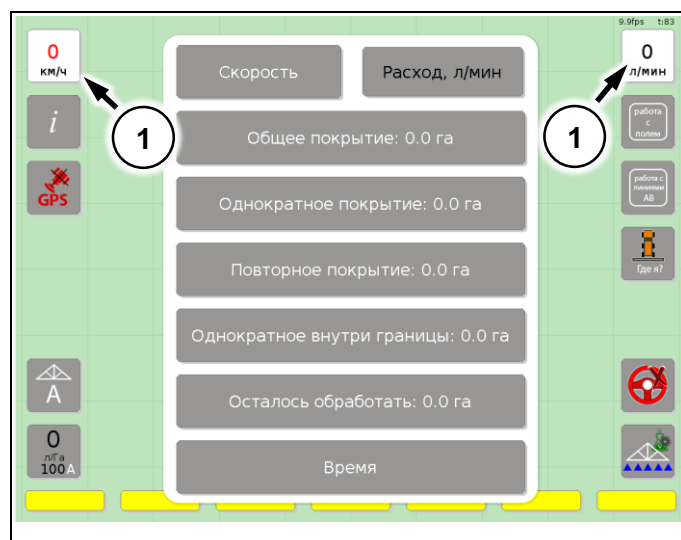 9.9fps t:83
0
км/ч
Скорость
Расход, л/мин
0
л/мин
i
1
Общее покрытие: 0.0 га
1
работа
с
полем
GPS
Однократное покрытие: 0.0 га
работа с
линиями
AB
Повторное покрытие: 0.0 га
Где я?
Однократное внутри границы: 0.0 га
A
Осталось обработать: 0.0 га
0
л/Га
100 A
Время